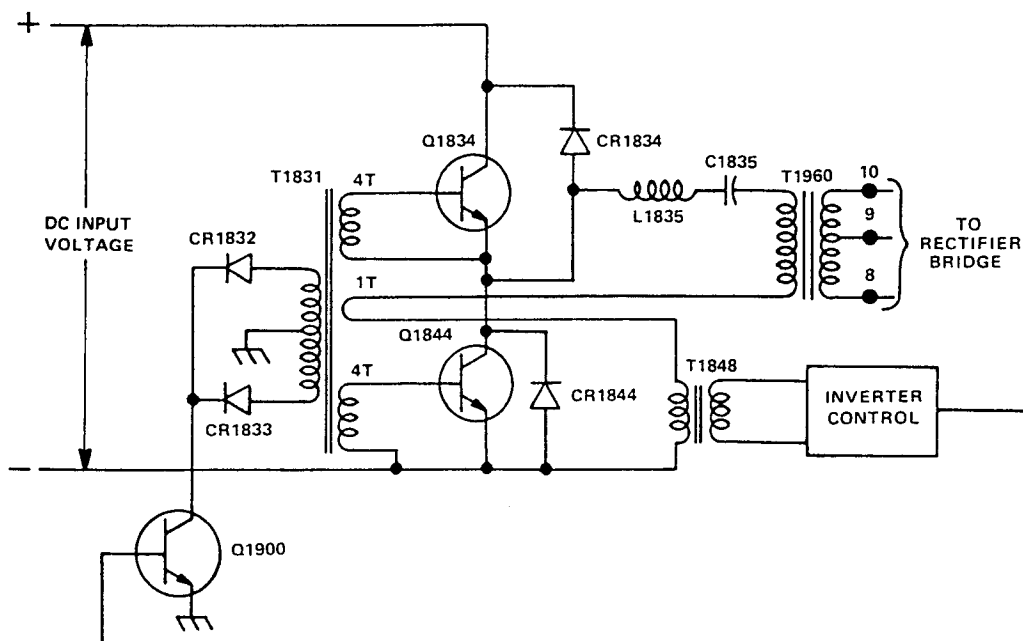 +
Q1834
CR1834
C1835
T1831
4T
L1835
T1960
10
9
8
TO
RECTIFIER
BRIDGE
DC INPUT
VOLTAGE
CR1832
1T
Q1844
T1848
4T
CR1844
INVERTER
CONTROL
CR1833
—
Q1900